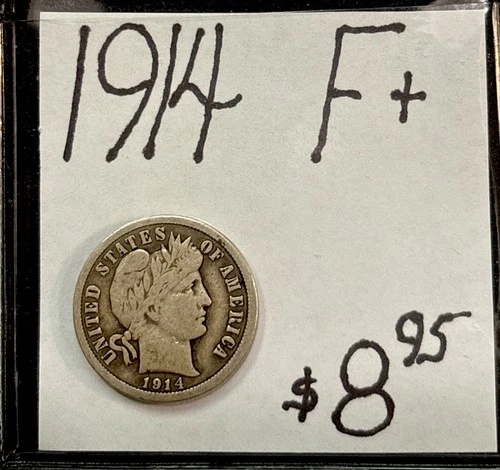 1914 F+
UNITED STATES OF AMERICA
1914
$8.95